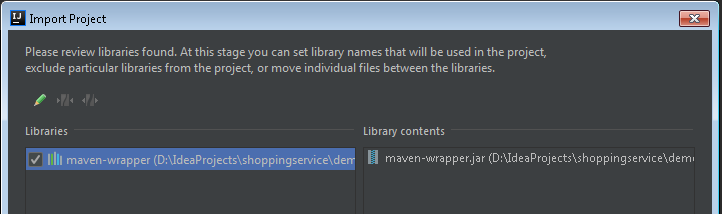 IJ Import Project
Please review libraries found. At this stage you can set library names that will be used in the project,
exclude particular libraries from the project, or move individual files between the libraries.
Libraries
Library contents
maven-wrapper (D:\IdeaProjects\shoppingservice\dem
maven-wrapper.jar (D:\IdeaProjects\shoppingservice\demo